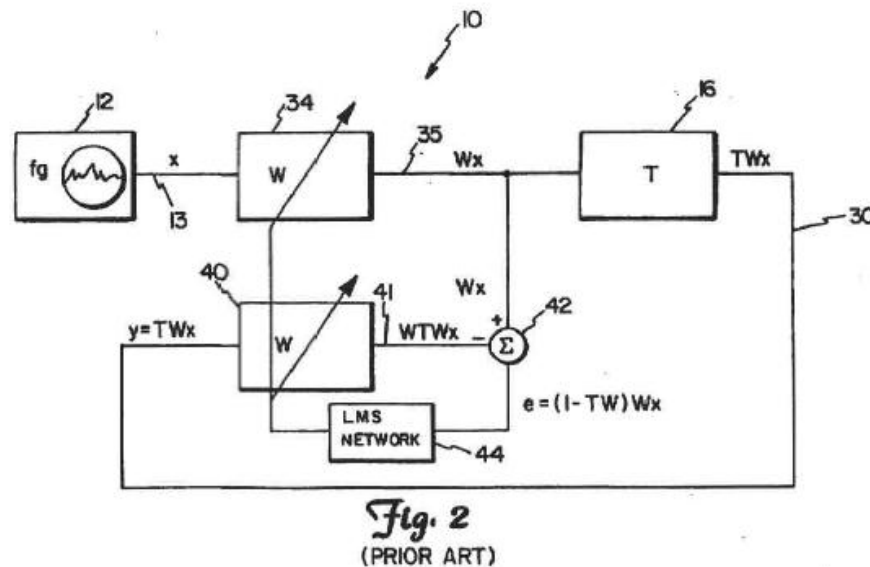 10
12
34
16
fg
x
W
35
Wx
T
TWx
13
30
40
Wx
41
+
42
y=TWx
W
WTWx
-
Σ
e=(1-TW)Wx
LMS
NETWORK
44
Fig. 2
(PRIOR ART)